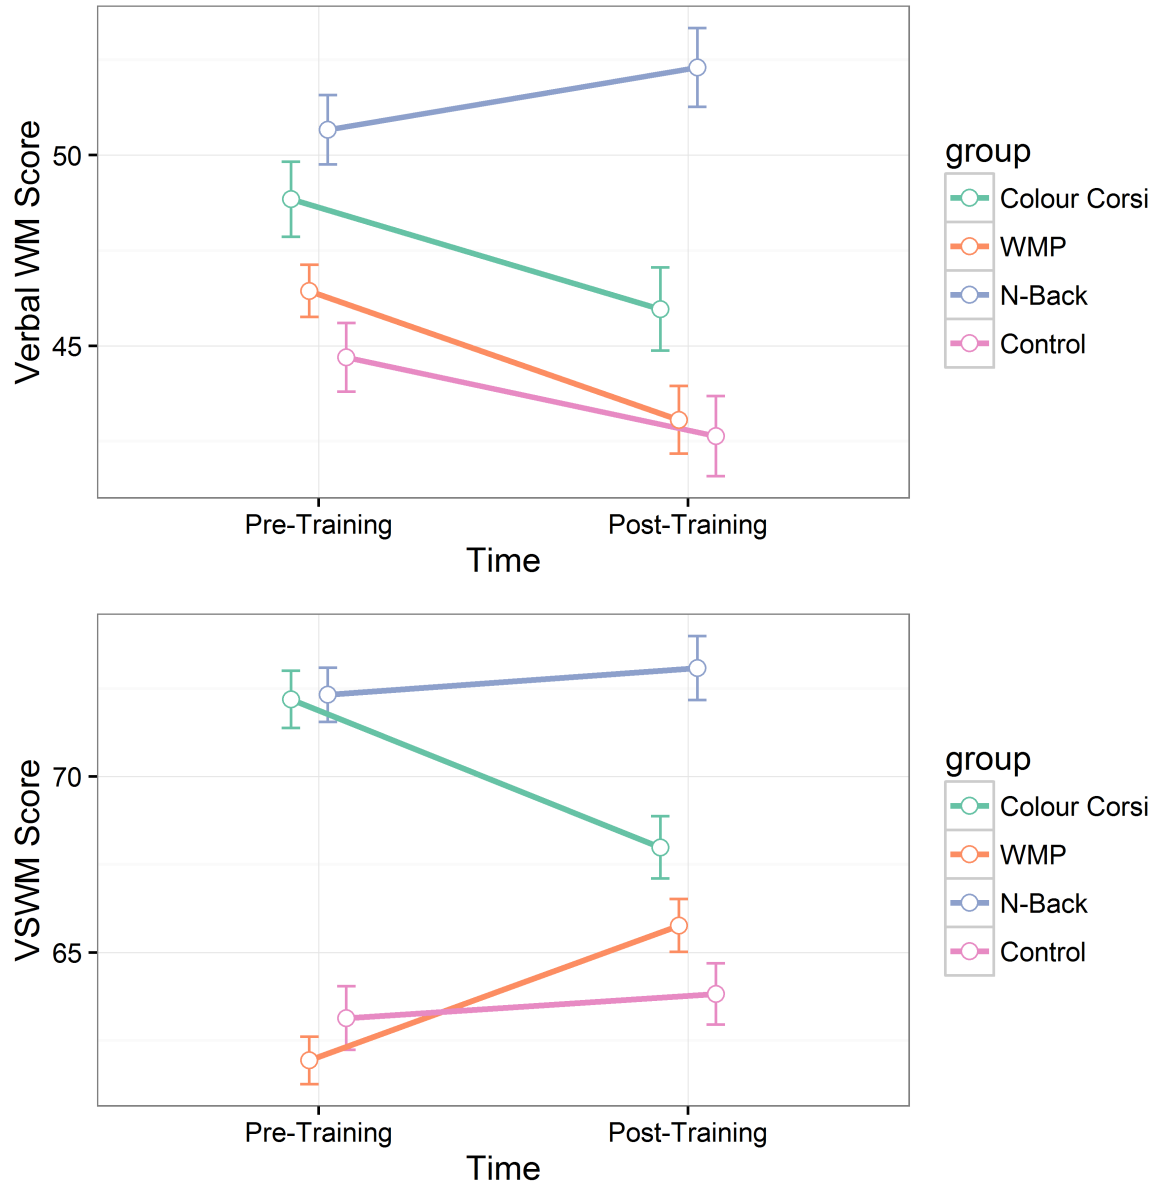 Verbal WM Score
50
45
Pre-Training
Post-Training
Time
group
Colour Corsi
WMP
N-Back
Control
VSWM Score
70
65
Pre-Training
Post-Training
Time
group
Colour Corsi
WMP
N-Back
Control